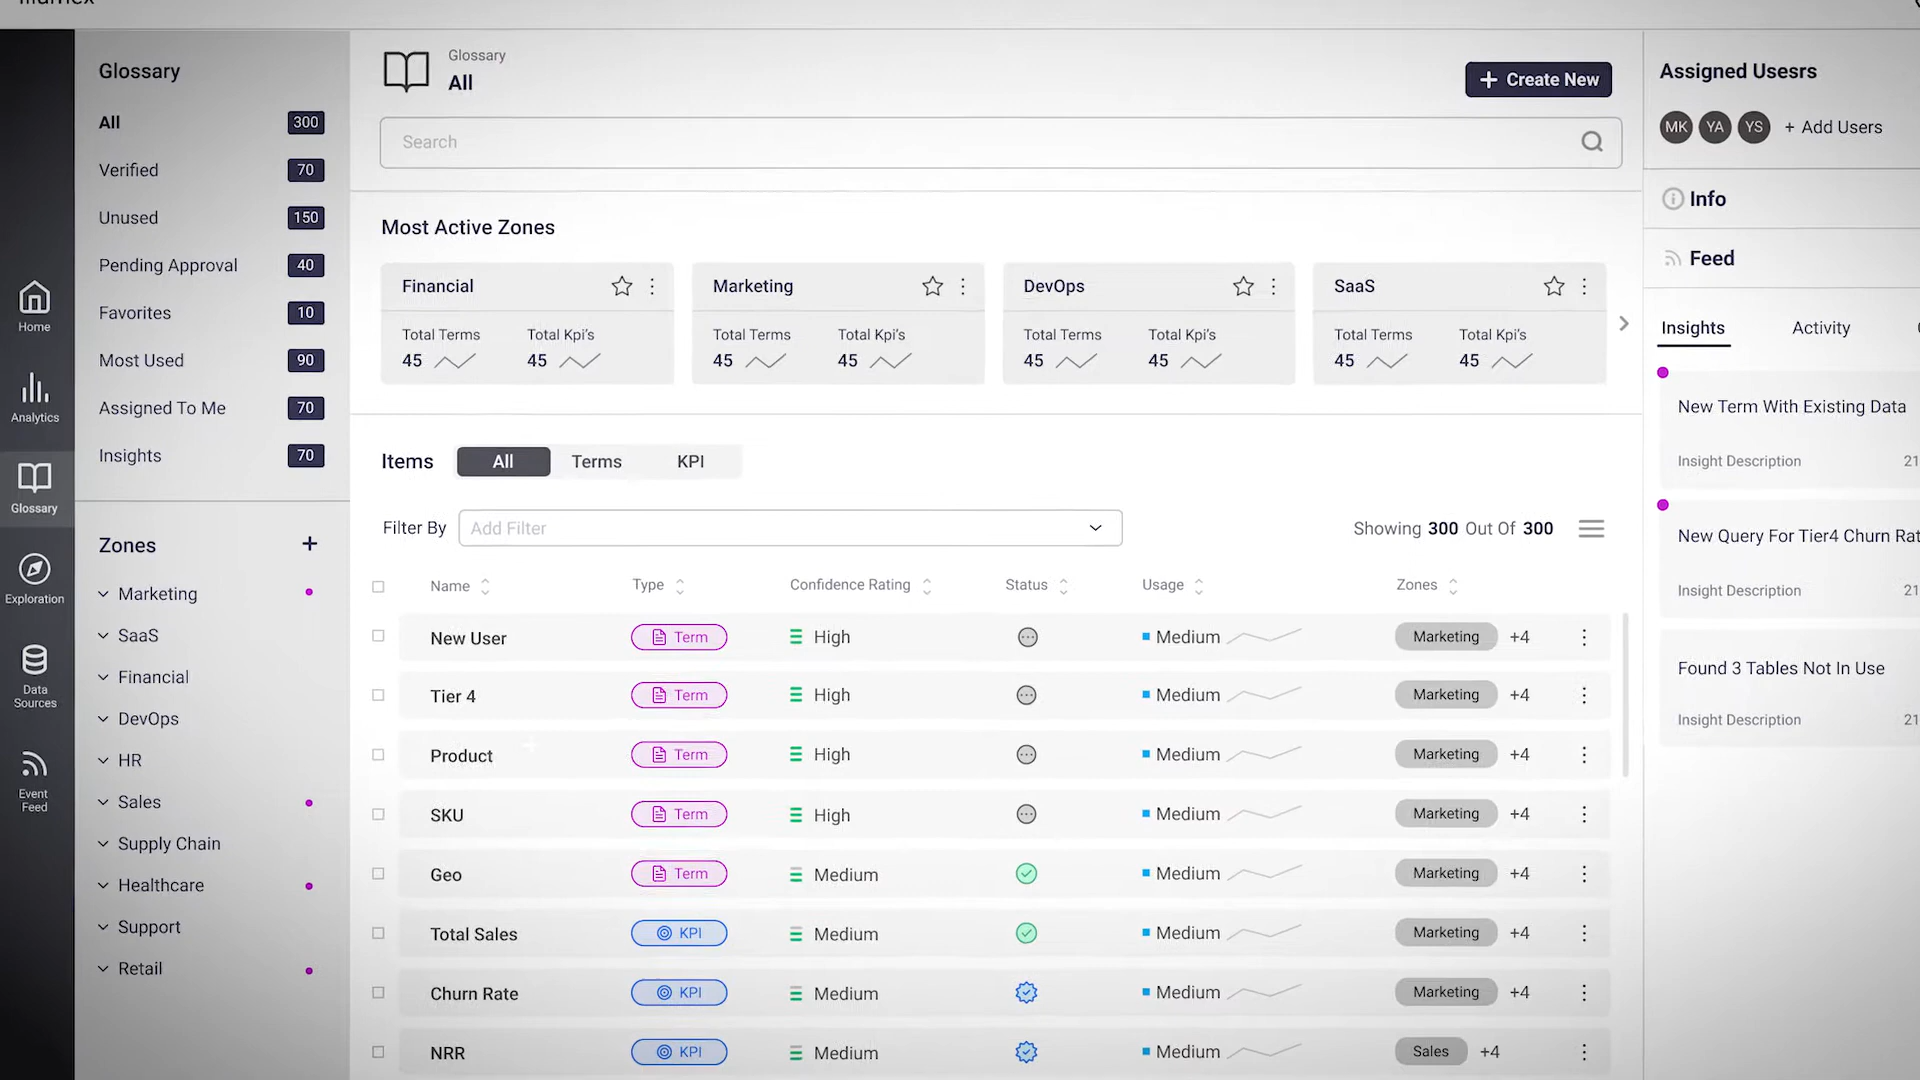 Glossary
All 300
Verified 70
Unused 150
Pending Approval 40
Favorites 10
Most Used 90
Assigned To Me 70
Insights 70
Zones +
Marketing
SaaS
Financial
DevOps
HR
Sales
Supply Chain
Healthcare
Support
Retail
Home
Analytics
Glossary
Exploration
Data
Sources
Event
Feed
Glossary
All
+ Create New
Search
Most Active Zones
Financial
Total Terms Total Kpi's
45 45
Marketing
Total Terms Total Kpi's
45 45
DevOps
Total Terms Total Kpi's
45 45
SaaS
Total Terms Total Kpi's
45 45
Items All Terms KPI
Filter By Add Filter Showing 300 Out Of 300
Name Type Confidence Rating Status Usage Zones
New User Term High Medium Marketing +4
Tier 4 Term High Medium Marketing +4
Product Term High Medium Marketing +4
SKU Term High Medium Marketing +4
Geo Term Medium Medium Marketing +4
Total Sales KPI Medium Medium Marketing +4
Churn Rate KPI Medium Medium Marketing +4
NRR KPI Medium Medium Sales +4
Assigned Usesrs
MK YA YS + Add Users
Info
Feed
Insights Activity
New Term With Existing Data
Insight Description 21
New Query For Tier4 Churn Rat
Insight Description 21
Found 3 Tables Not In Use
Insight Description 21